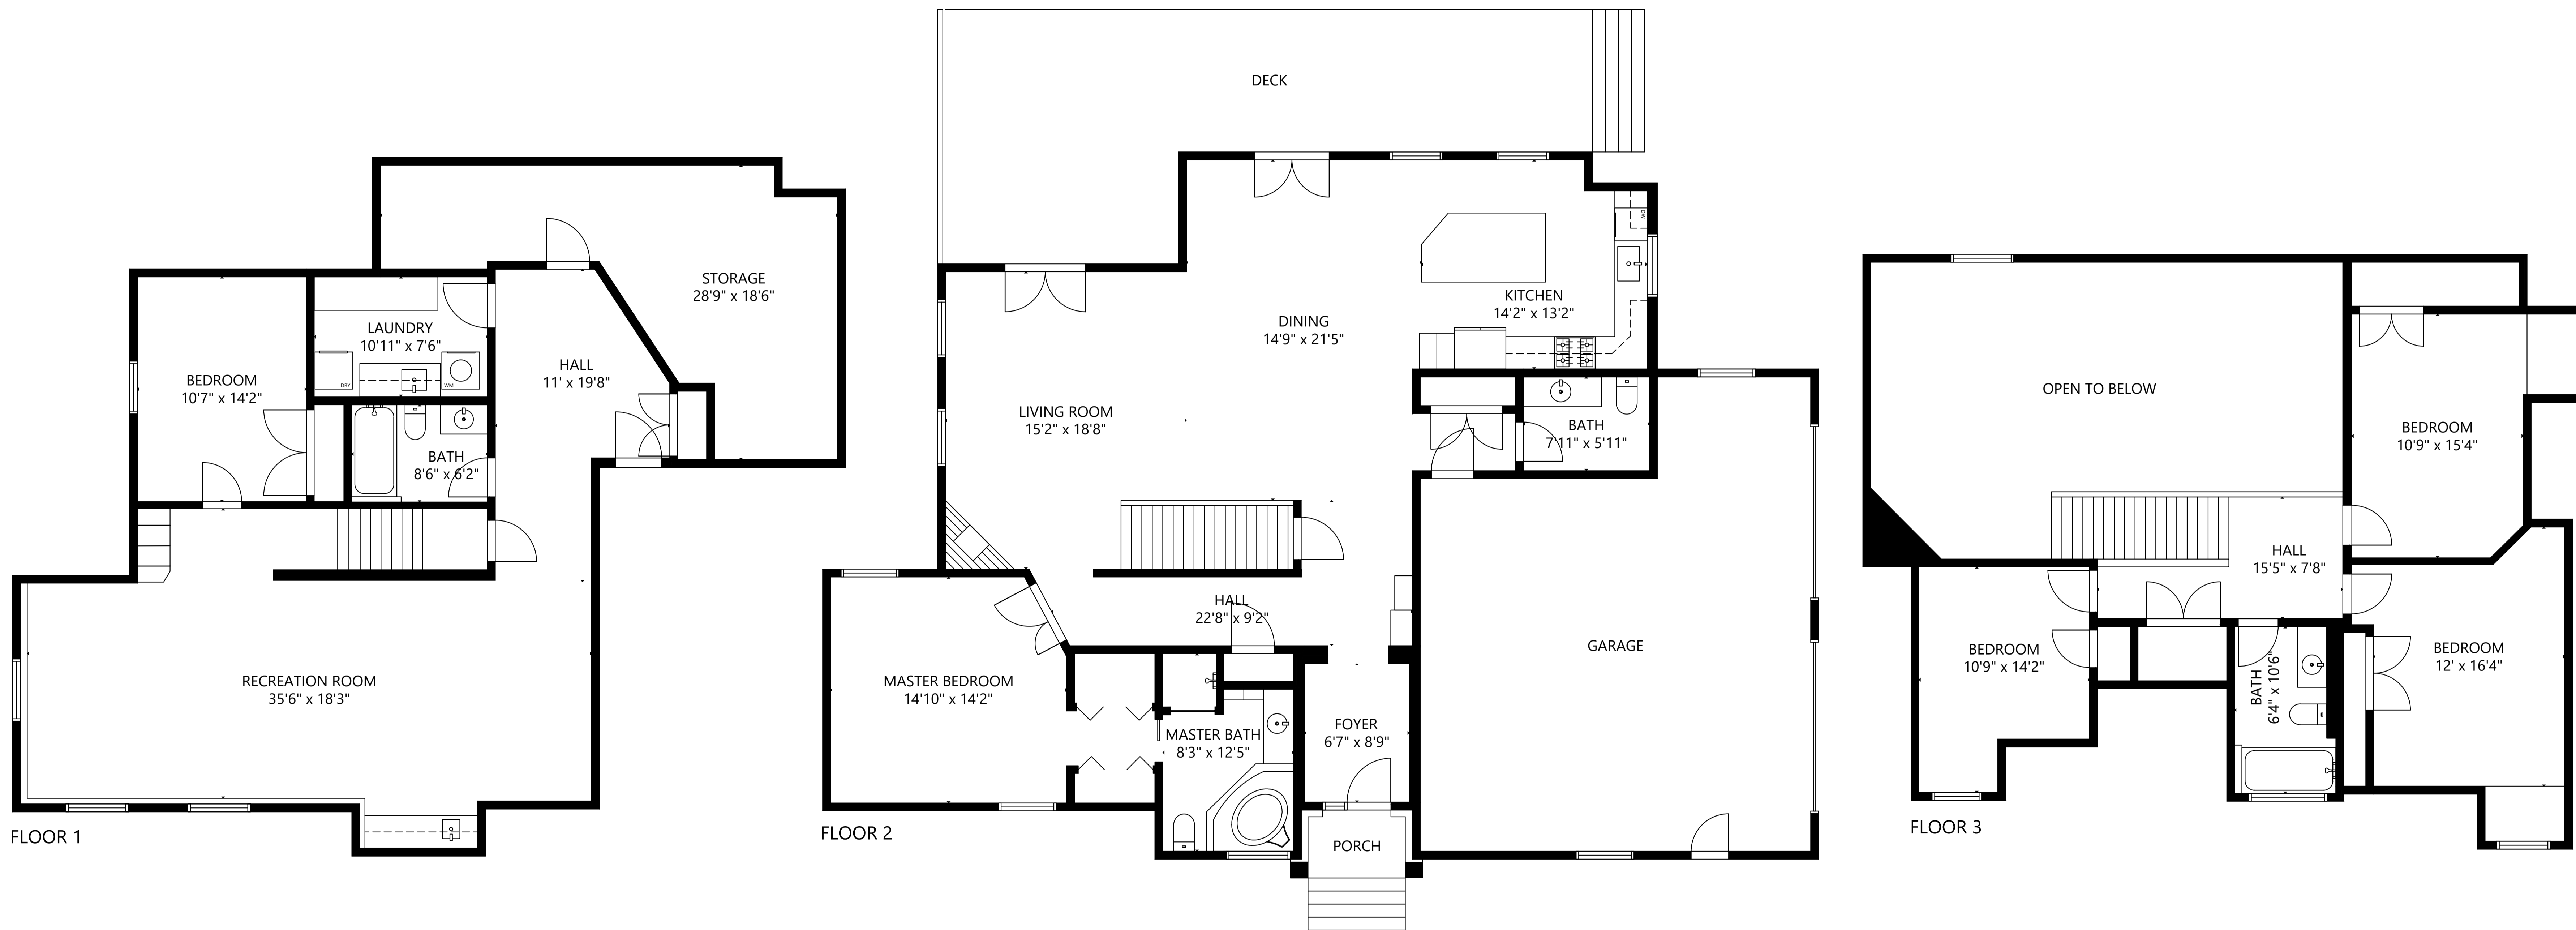 STORAGE
28'9" x 18'6"
LAUNDRY
10'11" x 7'6"
DRY
WM
HALL
11' x 19'8"
BEDROOM
10'7" x 14'2"
BATH
8'6" x 6'2"
RECREATION ROOM
35'6" x 18'3"
FLOOR 1
DECK
DW
KITCHEN
14'2" x 13'2"
DINING
14'9" x 21'5"
LIVING ROOM
15'2" x 18'8"
BATH
7'11" x 5'11"
HALL
22'8" x 9'2"
GARAGE
MASTER BEDROOM
14'10" x 14'2"
MASTER BATH
8'3" x 12'5"
FOYER
6'7" x 8'9"
PORCH
FLOOR 2
OPEN TO BELOW
BEDROOM
10'9" x 15'4"
HALL
15'5" x 7'8"
BEDROOM
10'9" x 14'2"
BATH
6'4" x 10'6"
BEDROOM
12' x 16'4"
FLOOR 3